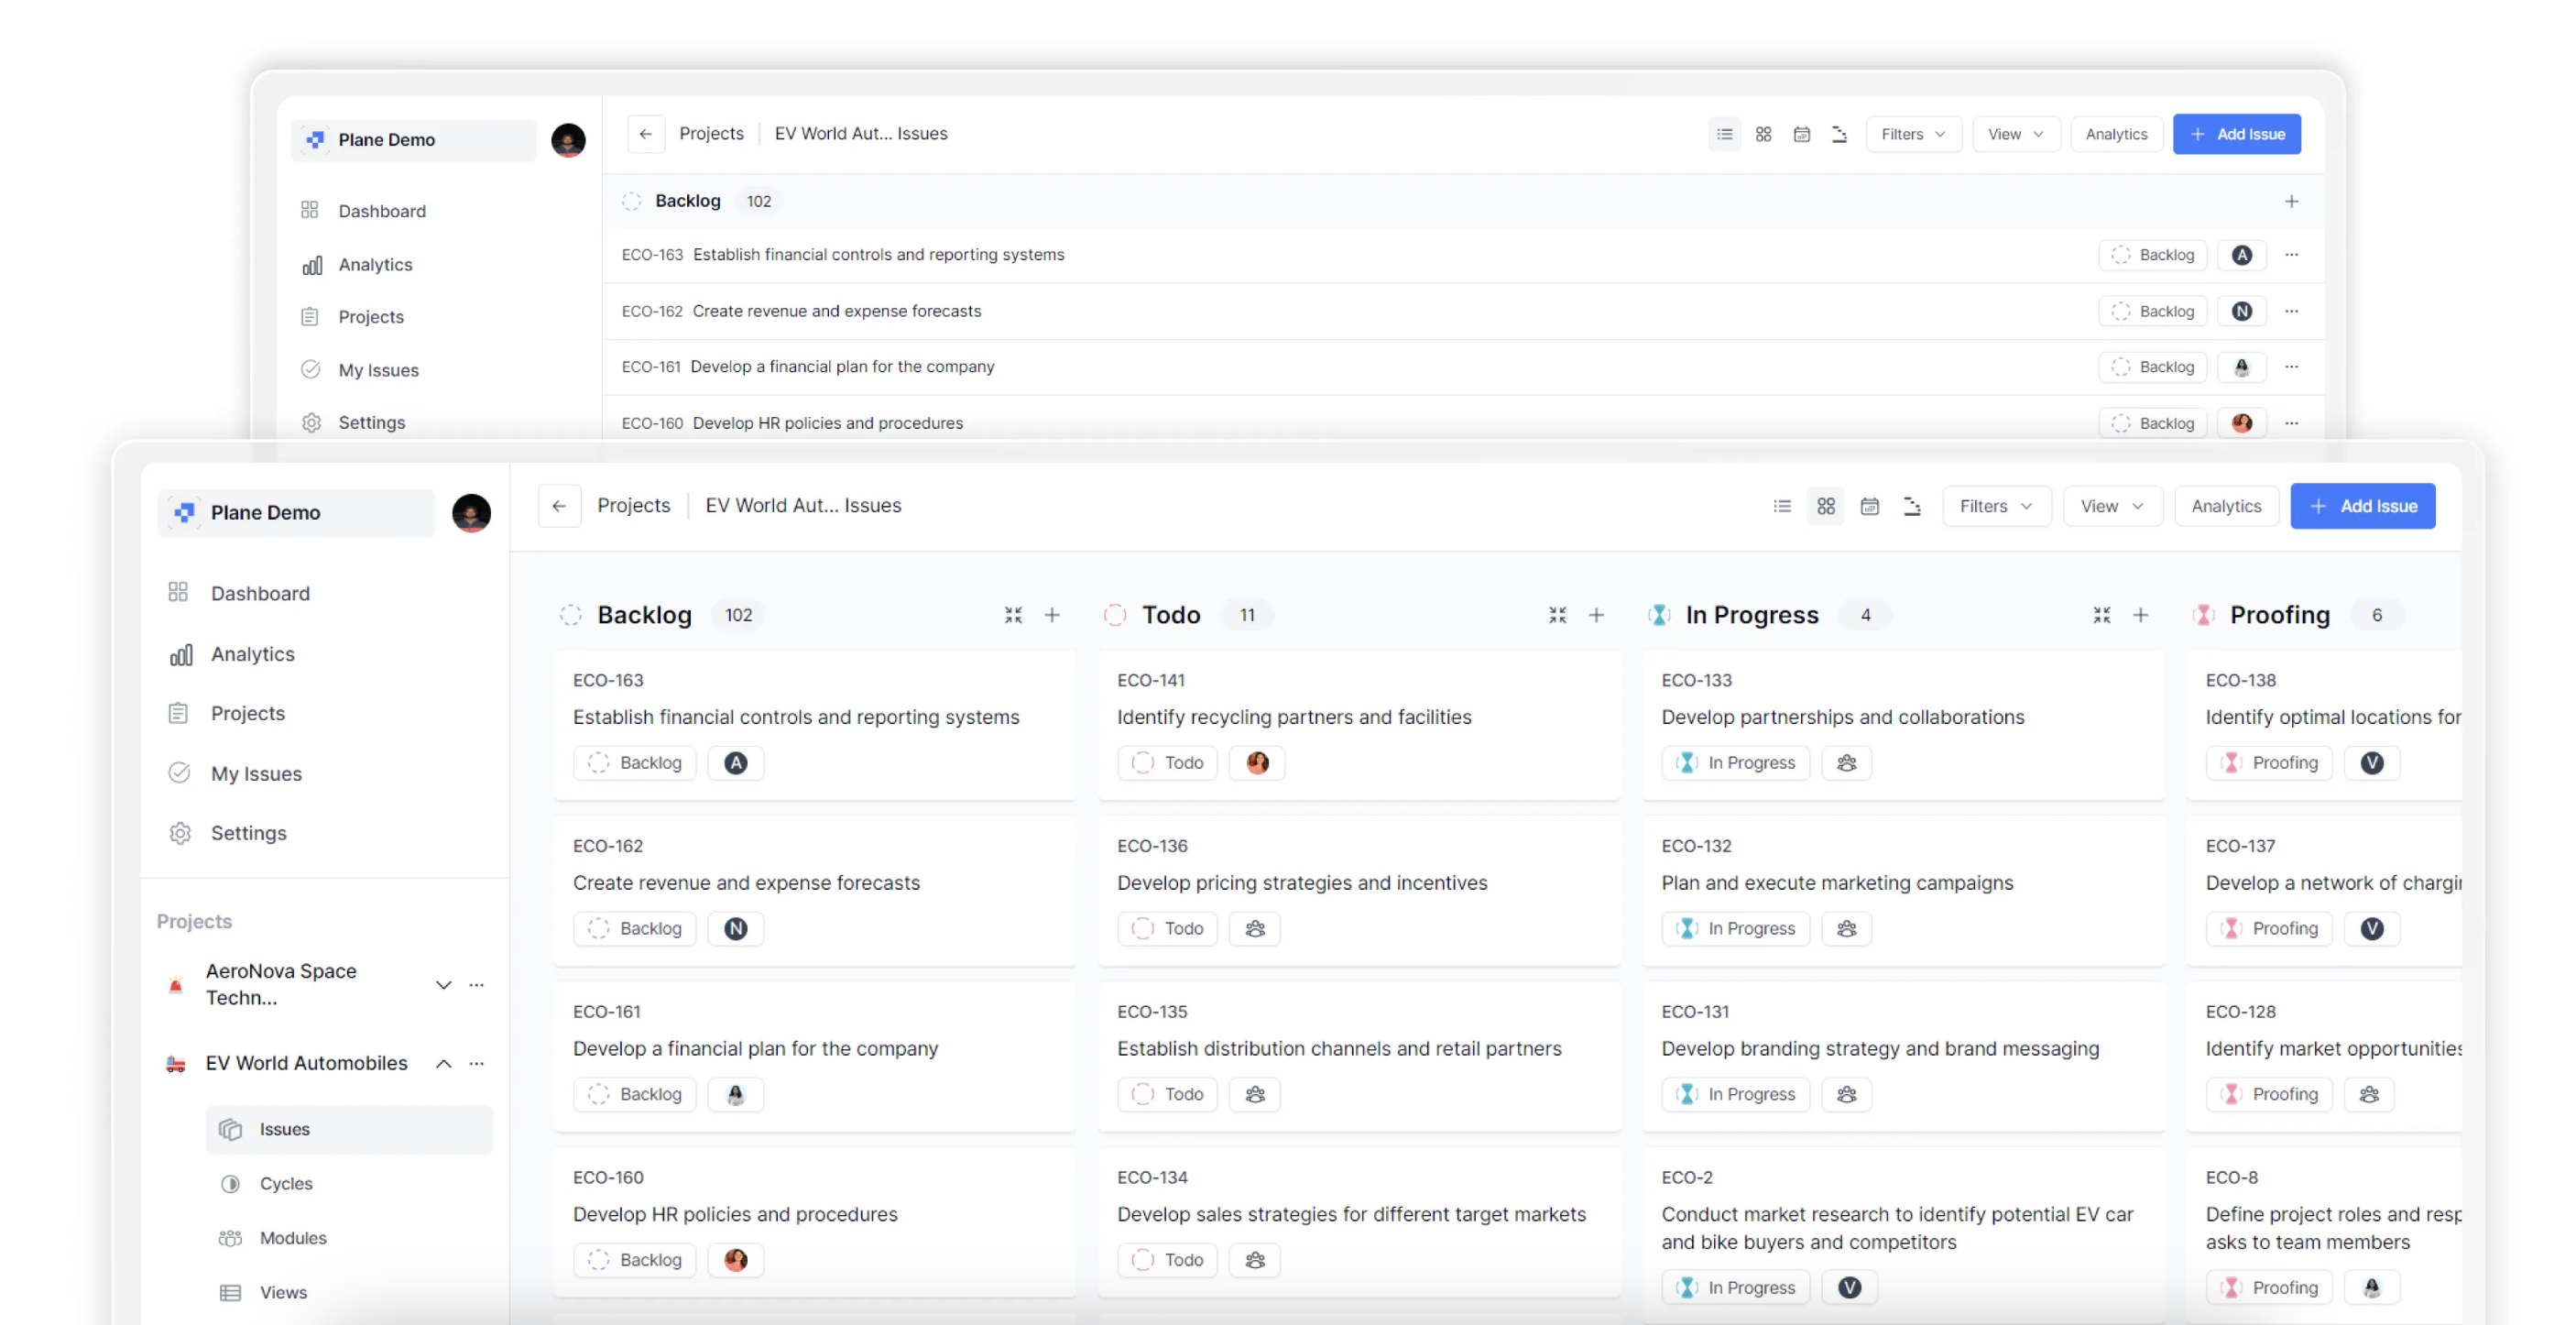 Plane Demo
Projects
EV World Aut... Issues
Filters
View
Analytics
+ Add Issue
Dashboard
Analytics
Projects
My Issues
Settings
Backlog 102
ECO-163 Establish financial controls and reporting systems
Backlog A
ECO-162 Create revenue and expense forecasts
Backlog N
ECO-161 Develop a financial plan for the company
Backlog
ECO-160 Develop HR policies and procedures
Backlog
Plane Demo
Projects
EV World Aut... Issues
Filters
View
Analytics
+ Add Issue
Dashboard
Analytics
Projects
My Issues
Settings
Projects
AeroNova Space
Techn...
EV World Automobiles
Issues
Cycles
Modules
Views
Backlog 102
ECO-163
Establish financial controls and reporting systems
Backlog A
ECO-162
Create revenue and expense forecasts
Backlog N
ECO-161
Develop a financial plan for the company
Backlog
ECO-160
Develop HR policies and procedures
Backlog
Todo 11
ECO-141
Identify recycling partners and facilities
Todo
ECO-136
Develop pricing strategies and incentives
Todo
ECO-135
Establish distribution channels and retail partners
Todo
ECO-134
Develop sales strategies for different target markets
Todo
In Progress 4
ECO-133
Develop partnerships and collaborations
In Progress
ECO-132
Plan and execute marketing campaigns
In Progress
ECO-131
Develop branding strategy and brand messaging
In Progress
ECO-2
Conduct market research to identify potential EV car
and bike buyers and competitors
In Progress V
Proofing 6
ECO-138
Identify optimal locations for
Proofing V
ECO-137
Develop a network of
Proofing V
ECO-128
Identify market opportunities
Proofing
ECO-8
Define project roles and
asks to team members
Proofing